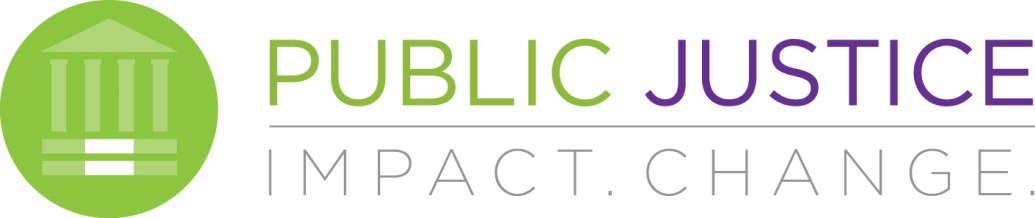 PUBLIC JUSTICE
IMPACT. CHANGE.